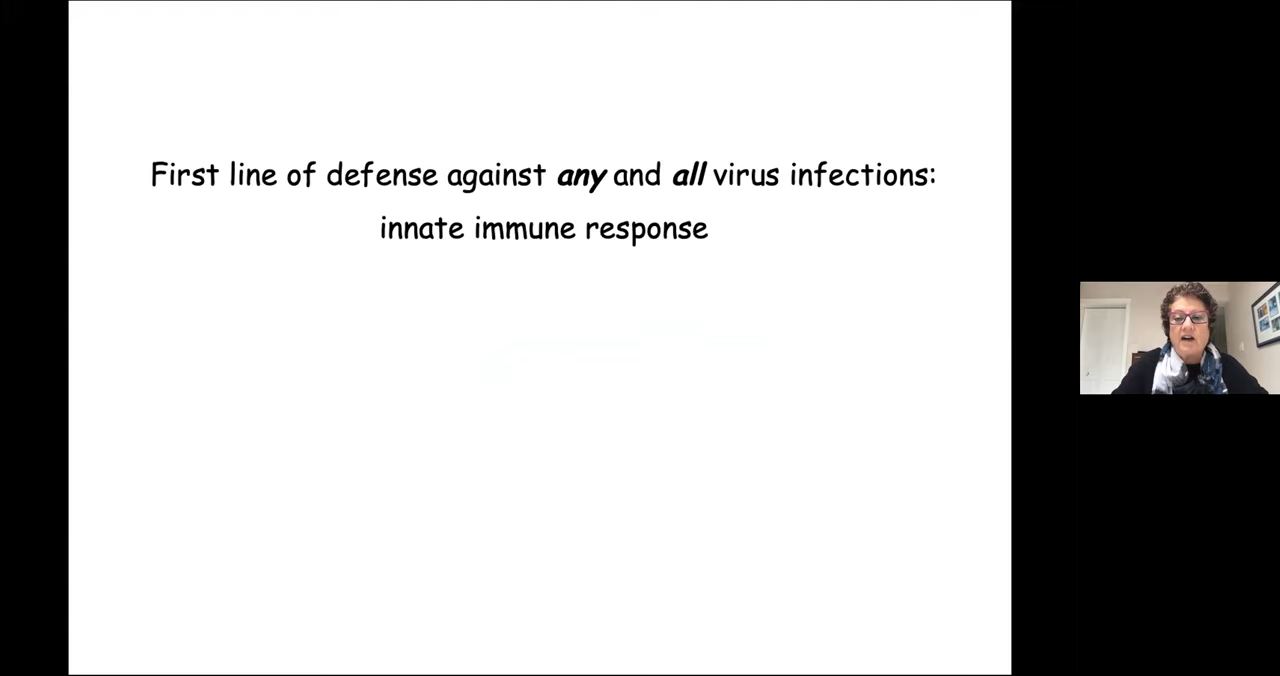 First line of defense against any and all virus infections:
innate immune response